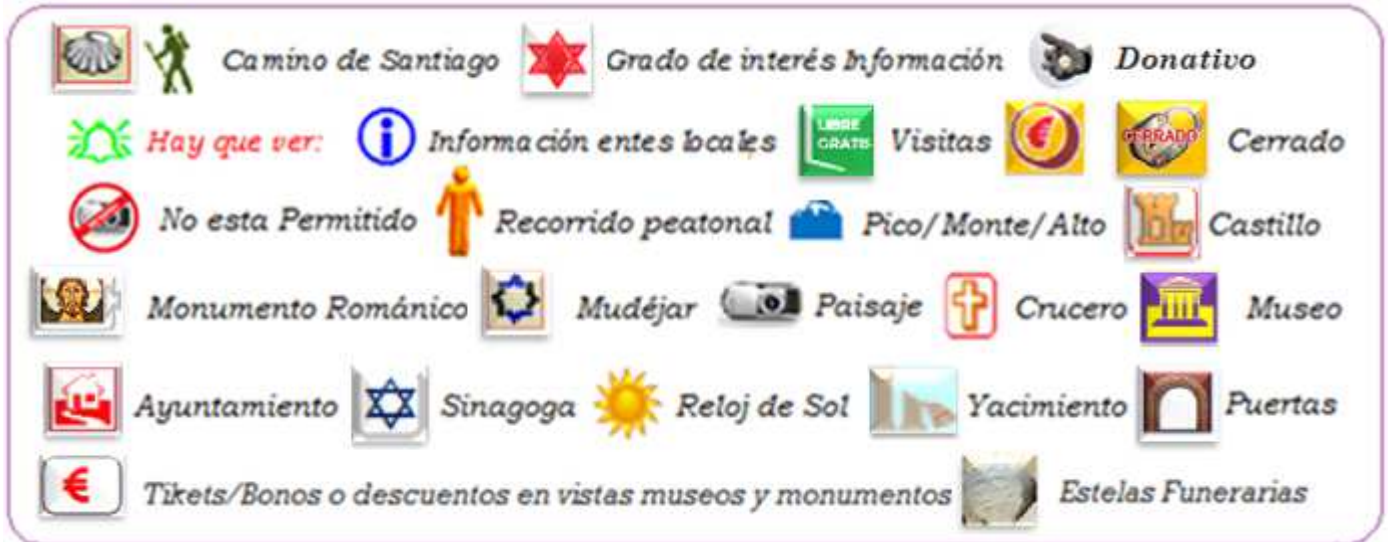 Camino de Santiago Grado de interés Información Donativo
Hay que ver: i Información entes locales LIBRE GRATIS Visitas € CERRADO Cerrado
No esta Permitido Recorrido peatonal Pico/Monte/Alto Castillo
Monumento Románico Mudéjar Paisaje Crucero Museo
Ayuntamiento Sinagoga Reloj de Sol Yacimiento Puertas
€ Tikets/Bonos o descuentos en vistas museos y monumentos Estelas Funerarias